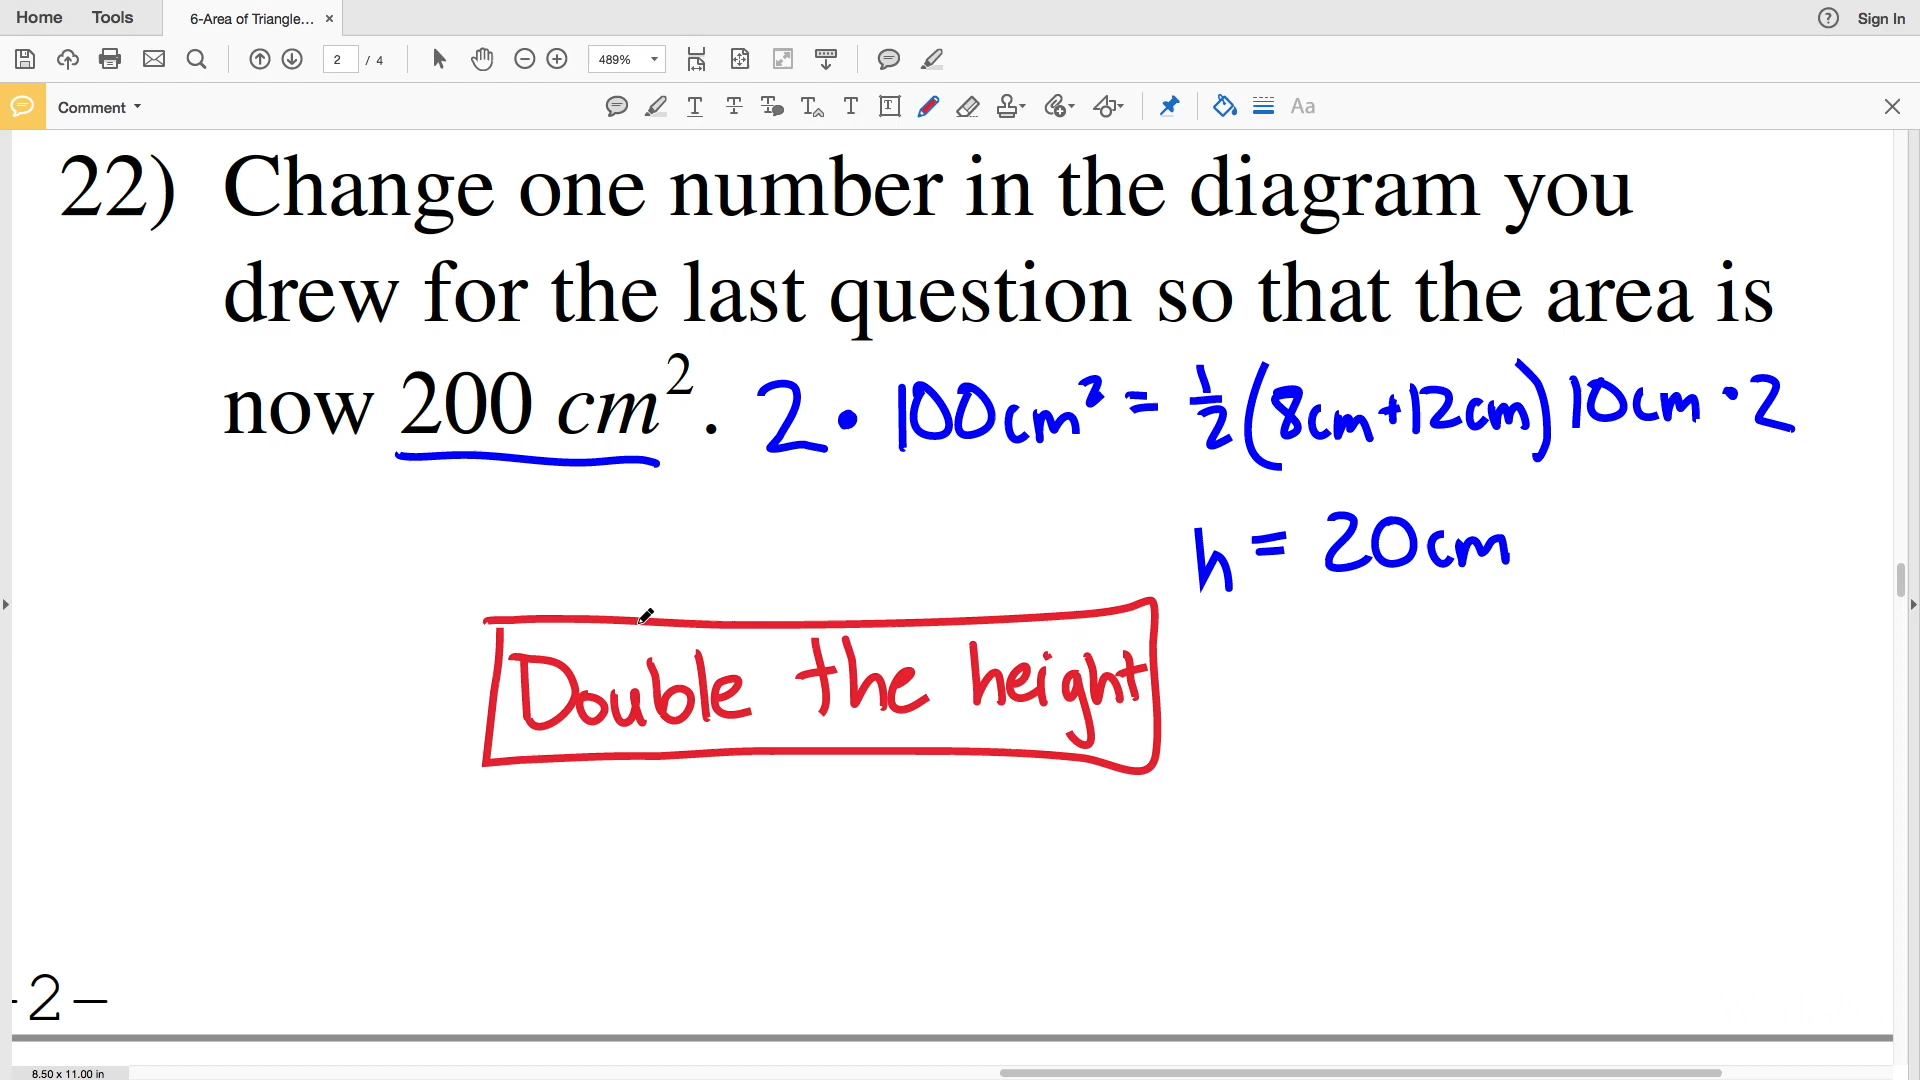 Home Tools 6-Area of Triangle... × Sign In
2 / 4 489%
Comment Aa
22) Change one number in the diagram you
drew for the last question so that the area is
now 200 cm². 2 · 100cm² = ½(8cm+12cm)10cm · 2
h = 20cm
Double the height
-2-
8.50 x 11.00 in